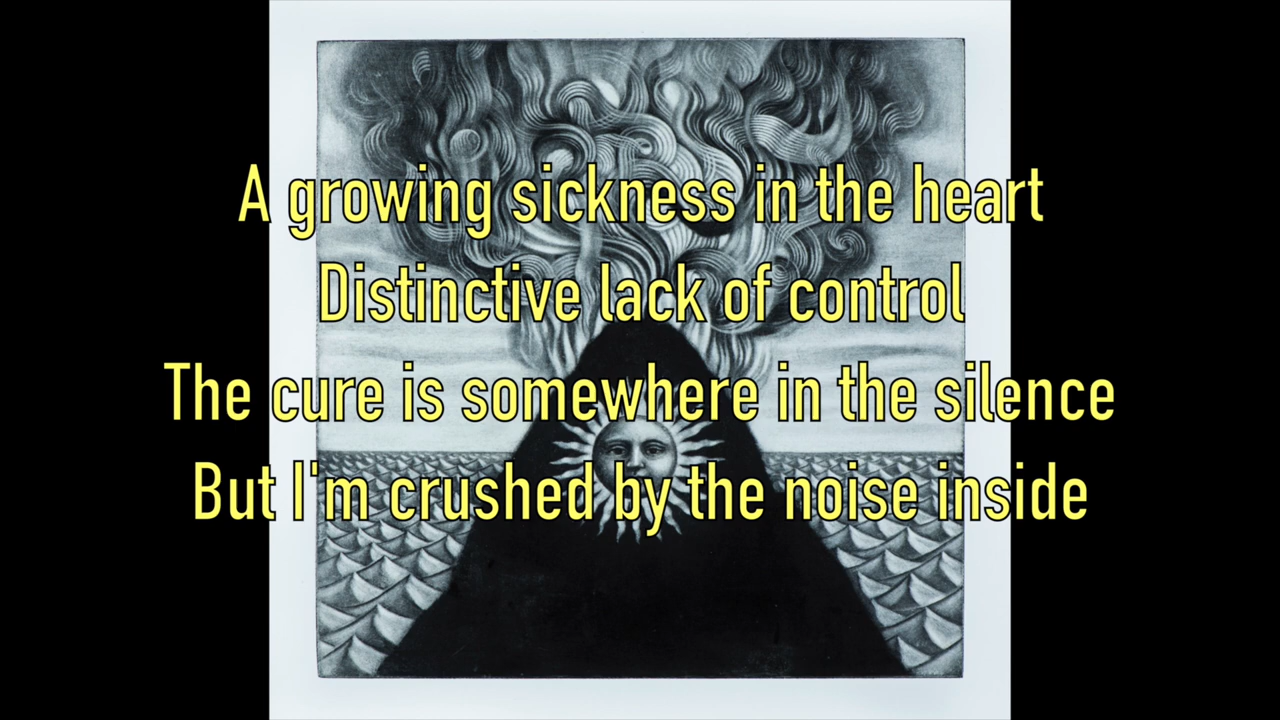 A growing sickness in the heart
Distinctive lack of control
The cure is somewhere in the silence
But I'm crushed by the noise inside